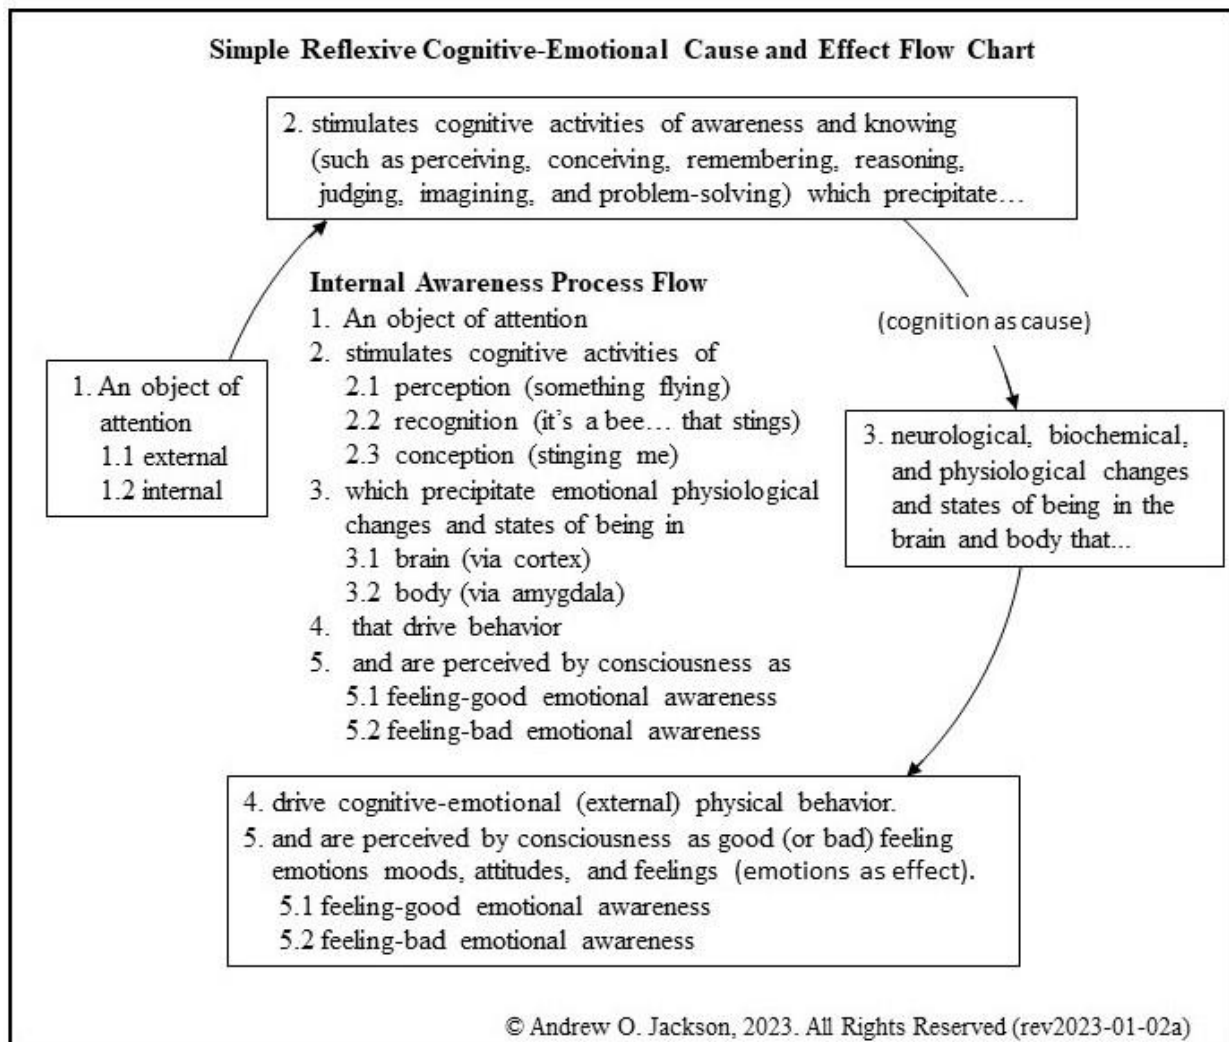 Simple Reflexive Cognitive-Emotional Cause and Effect Flow Chart
2. stimulates cognitive activities of awareness and knowing
(such as perceiving, conceiving, remembering, reasoning,
judging, imagining, and problem-solving) which precipitate…
Internal Awareness Process Flow
1. An object of attention
2. stimulates cognitive activities of
2.1 perception (something flying)
2.2 recognition (it's a bee… that stings)
2.3 conception (stinging me)
3. which precipitate emotional physiological
changes and states of being in
3.1 brain (via cortex)
3.2 body (via amygdala)
4. that drive behavior
5. and are perceived by consciousness as
5.1 feeling-good emotional awareness
5.2 feeling-bad emotional awareness
(cognition as cause)
1. An object of
attention
1.1 external
1.2 internal
3. neurological, biochemical,
and physiological changes
and states of being in the
brain and body that...
4. drive cognitive-emotional (external) physical behavior.
5. and are perceived by consciousness as good (or bad) feeling
emotions moods, attitudes, and feelings (emotions as effect).
5.1 feeling-good emotional awareness
5.2 feeling-bad emotional awareness
© Andrew O. Jackson, 2023. All Rights Reserved (rev2023-01-02a)